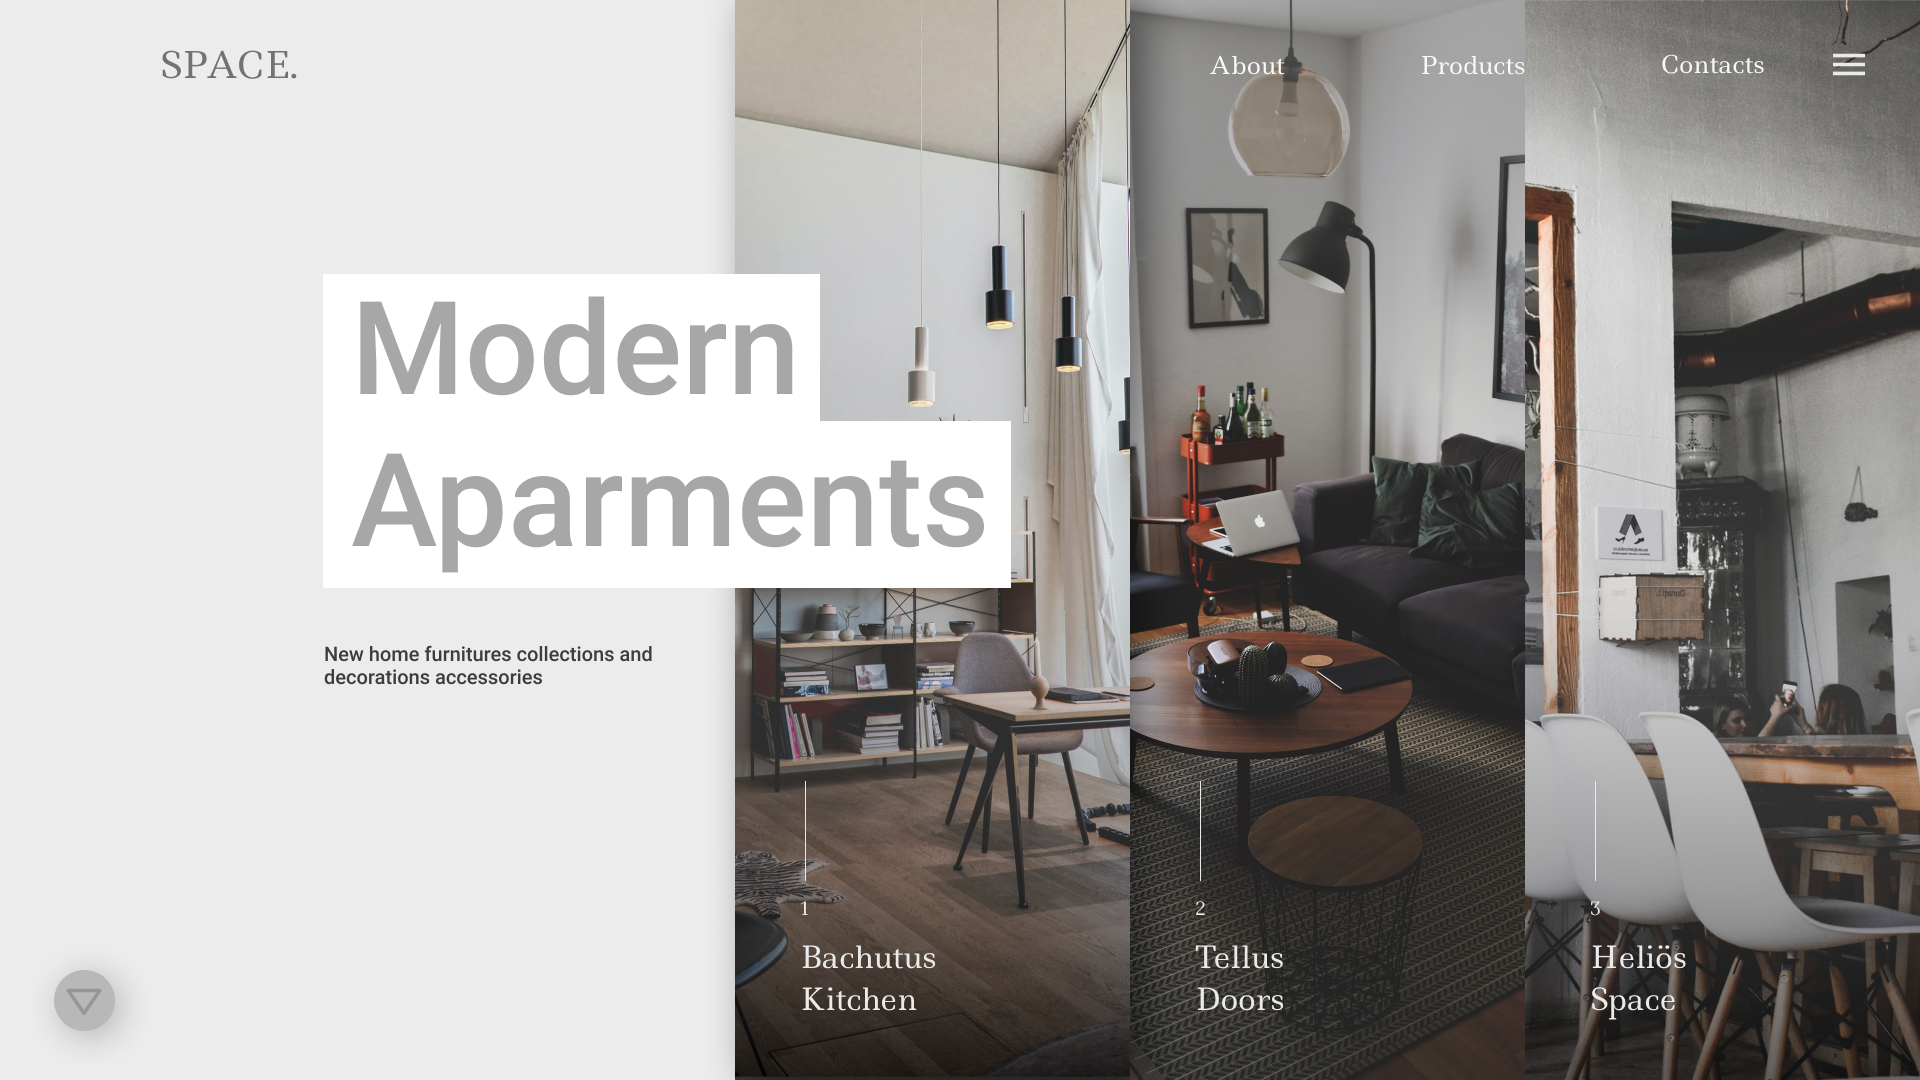 SPACE.
About
Products
Contacts
Modern
Aparments
New home furnitures collections and
decorations accessories
1
Bachutus
Kitchen
2
Tellus
Doors
3
Heliös
Space